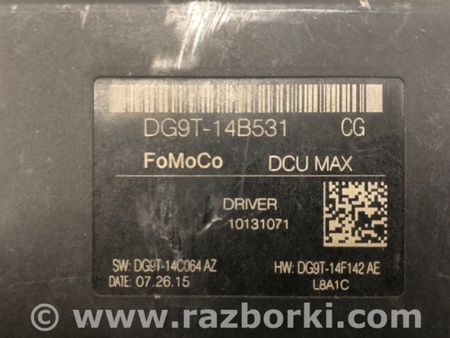 DG9T-14B531 CG
FoMoCo DCU MAX
DRIVER
10131071
SW: DG9T-14C064 AZ HW: DG9T-14F142 AE
DATE: 07.26.15 L8A1C
© www.razborki.com